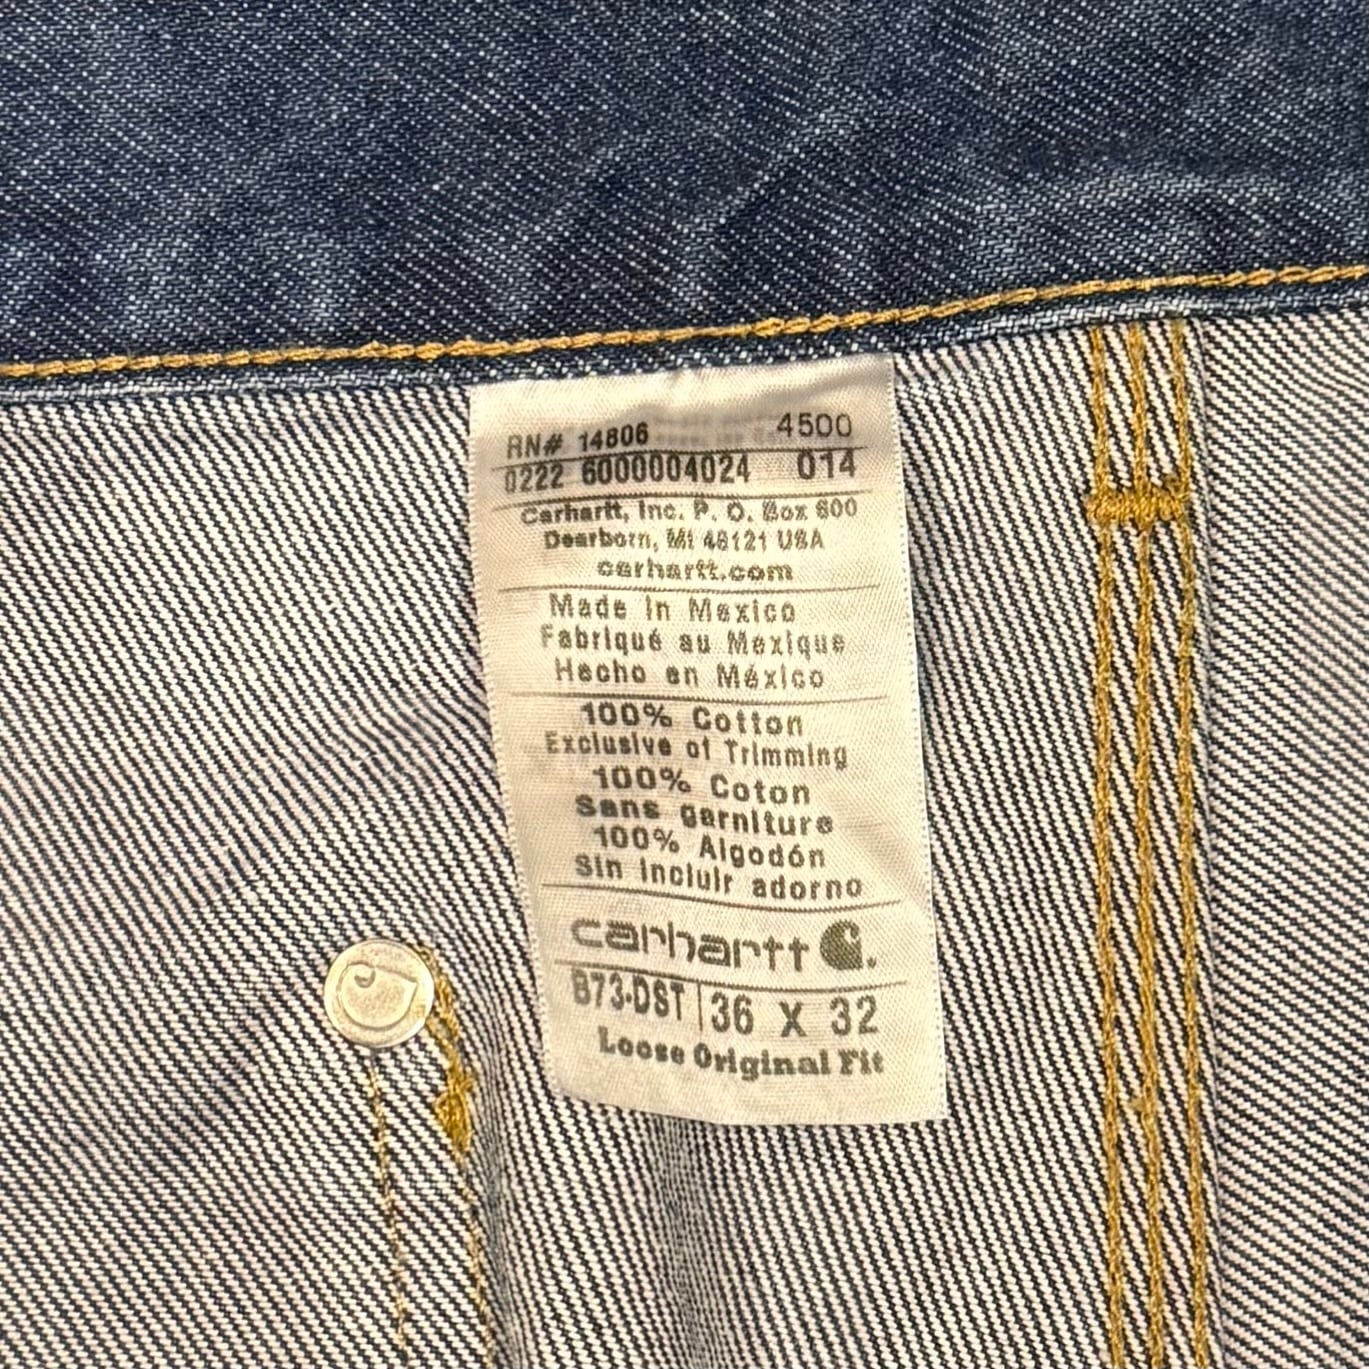 RN# 14806 4500
0222 6000004024 014
Carhartt, Inc. P. O. Box 600
Dearborn, MI 48121 USA
carhartt.com
Made in Mexico
Fabriqué au Mexique
Hecho en México
100% Cotton
Exclusive of Trimming
100% Coton
Sans garniture
100% Algodón
Sin incluir adorno
carhartt
B73-DST 36 X 32
Loose Original Fit